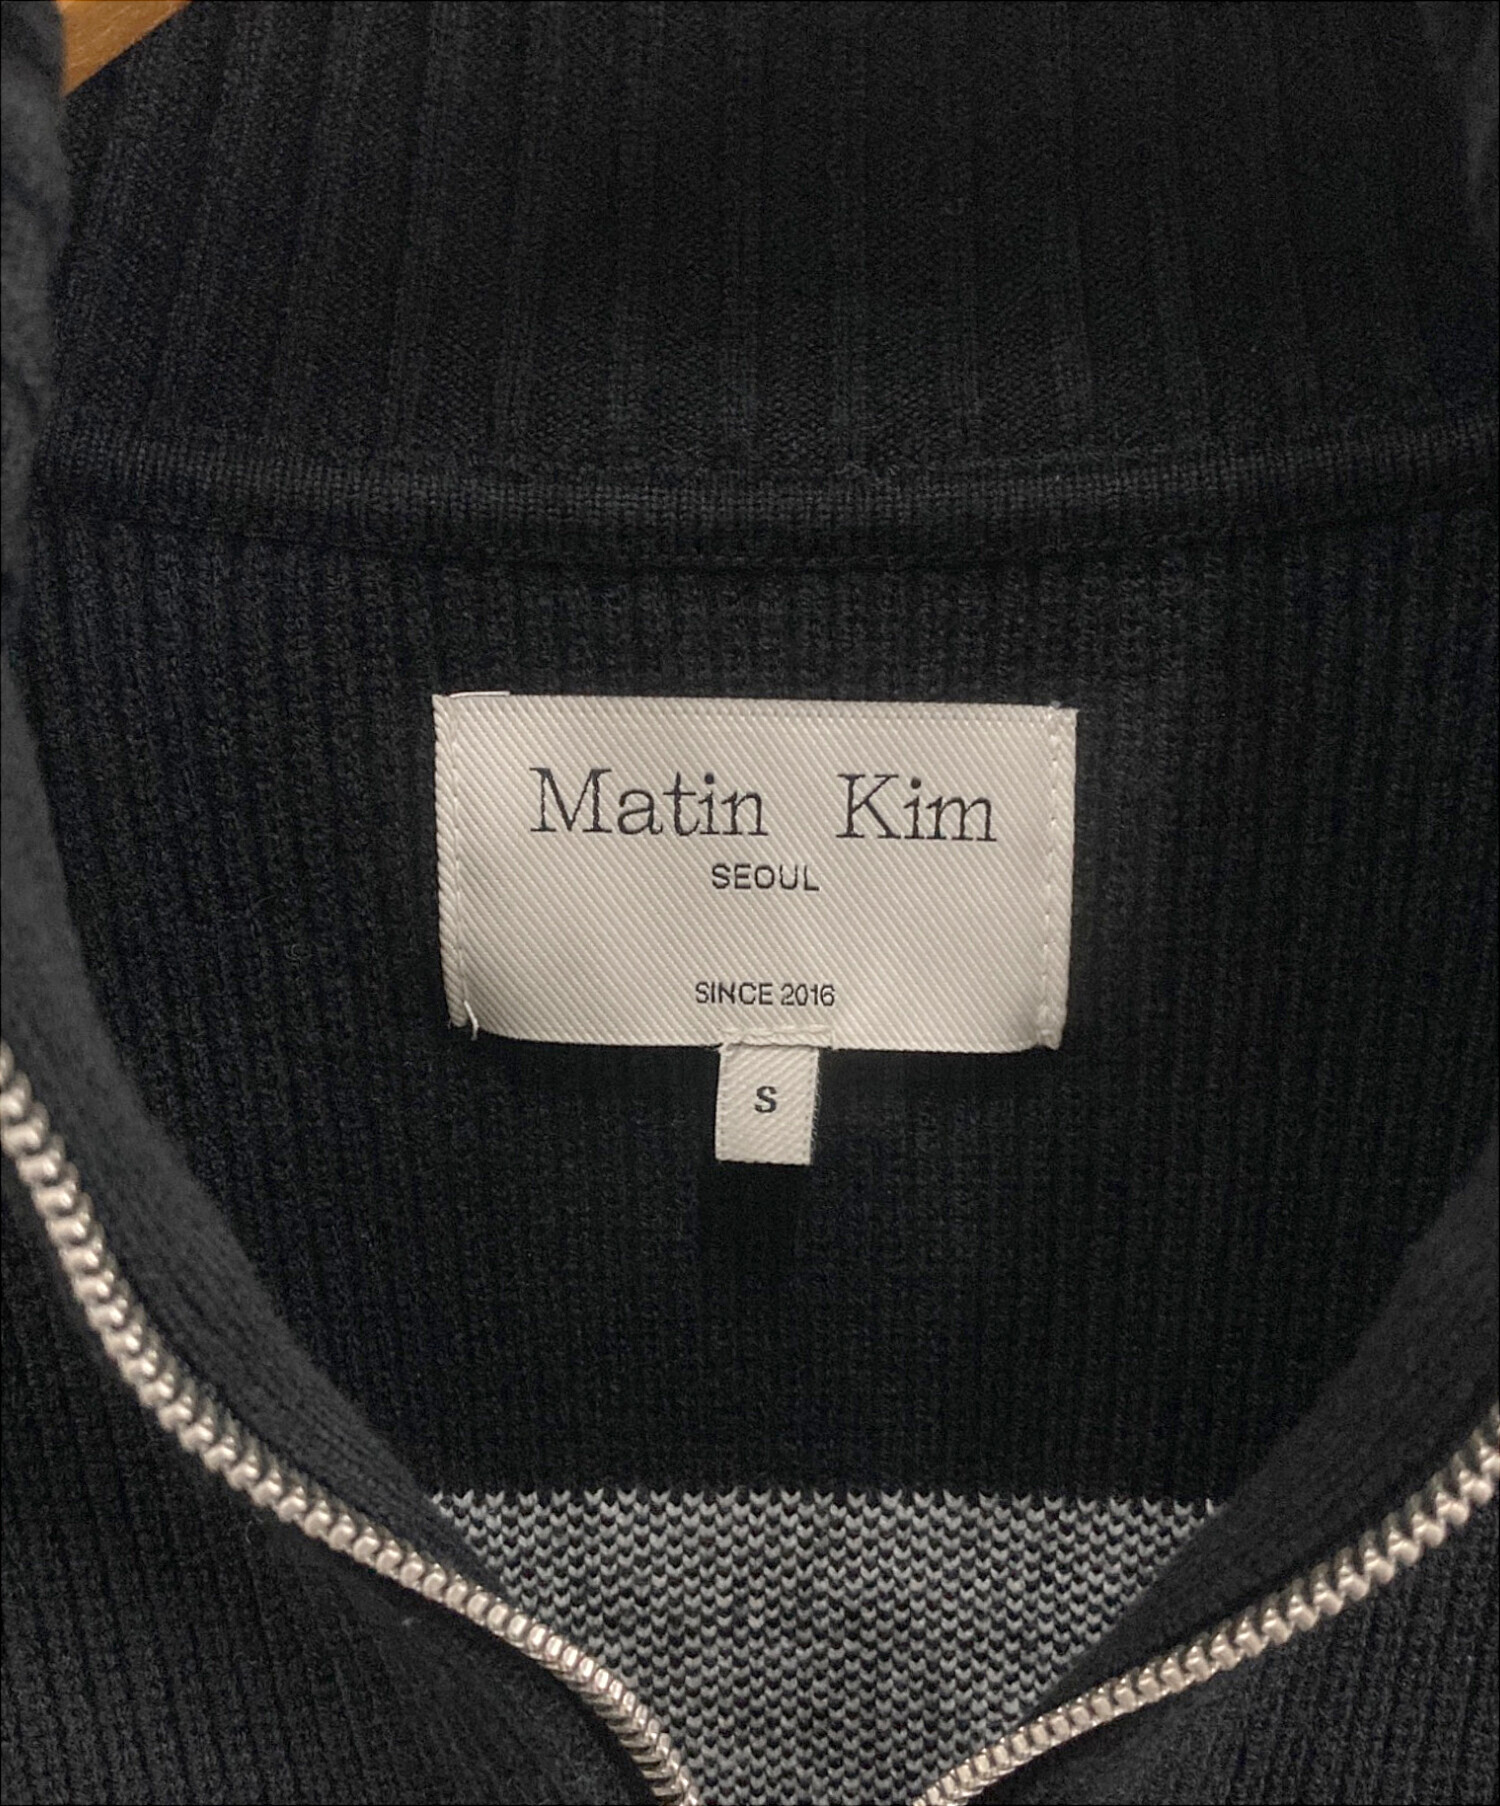 Matin Kim
SEOUL
SINCE 2016
S